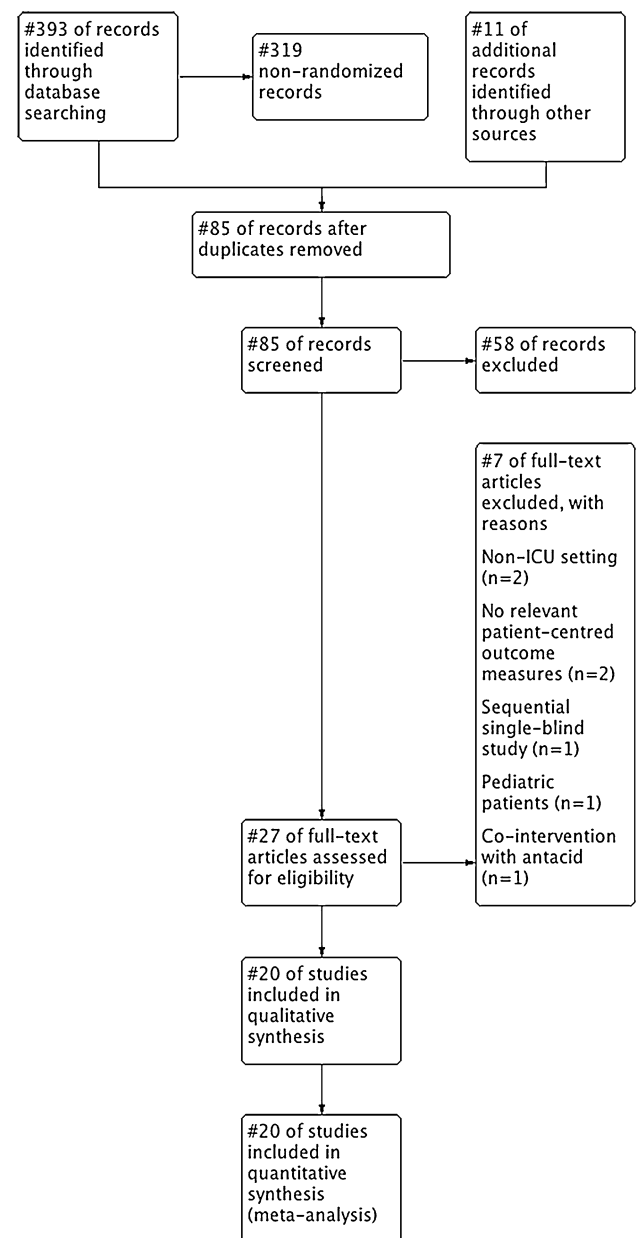 #393 of records
identified
through
database
searching
#319
non-randomized
records
#11 of
additional
records
identified
through other
sources
#85 of records after
duplicates removed
#85 of records
screened
#58 of records
excluded
#7 of full-text
articles
excluded, with
reasons
Non-ICU setting
(n=2)
No relevant
patient-centred
outcome
measures (n=2)
Sequential
single-blind
study (n=1)
Pediatric
patients (n=1)
Co-intervention
with antacid
(n=1)
#27 of full-text
articles assessed
for eligibility
#20 of studies
included in
qualitative
synthesis
#20 of studies
included in
quantitative
synthesis
(meta-analysis)